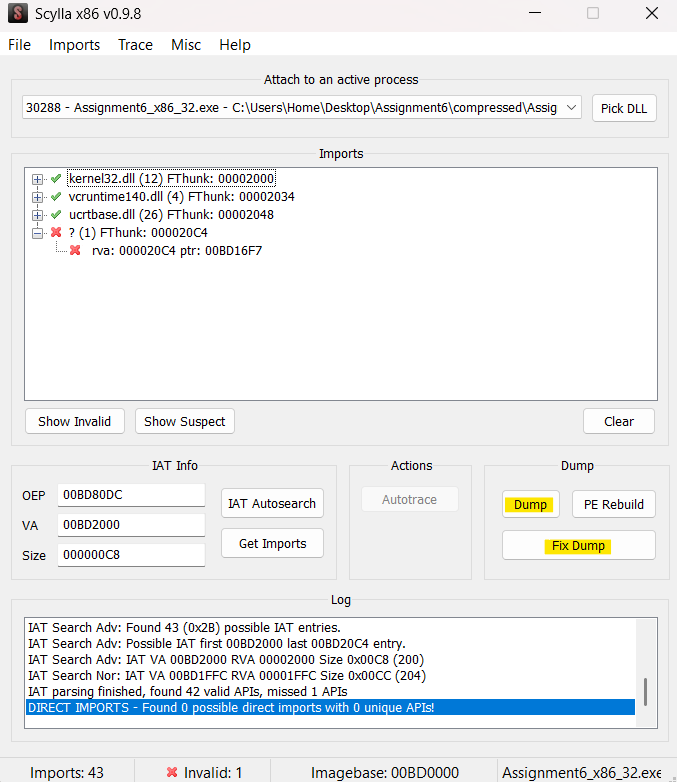 Scylla x86 v0.9.8
File Imports Trace Misc Help
Attach to an active process
30288 - Assignment6_x86_32.exe - C:\Users\Home\Desktop\Assignment6\compressed\Assig
Pick DLL
Imports
kernel32.dll (12) FThunk: 00002000
vcruntime140.dll (4) FThunk: 00002034
ucrtbase.dll (26) FThunk: 00002048
? (1) FThunk: 000020C4
rva: 000020C4 ptr: 00BD16F7
Show Invalid Show Suspect Clear
IAT Info
OEP 00BD80DC
VA 00BD2000
Size 000000C8
IAT Autosearch
Get Imports
Actions
Autotrace
Dump
Dump PE Rebuild
Fix Dump
Log
IAT Search Adv: Found 43 (0x2B) possible IAT entries.
IAT Search Adv: Possible IAT first 00BD2000 last 00BD20C4 entry.
IAT Search Adv: IAT VA 00BD2000 RVA 00002000 Size 0x00C8 (200)
IAT Search Nor: IAT VA 00BD1FFC RVA 00001FFC Size 0x00CC (204)
IAT parsing finished, found 42 valid APIs, missed 1 APIs
DIRECT IMPORTS - Found 0 possible direct imports with 0 unique APIs!
Imports: 43 Invalid: 1 Imagebase: 00BD0000 Assignment6_x86_32.exe